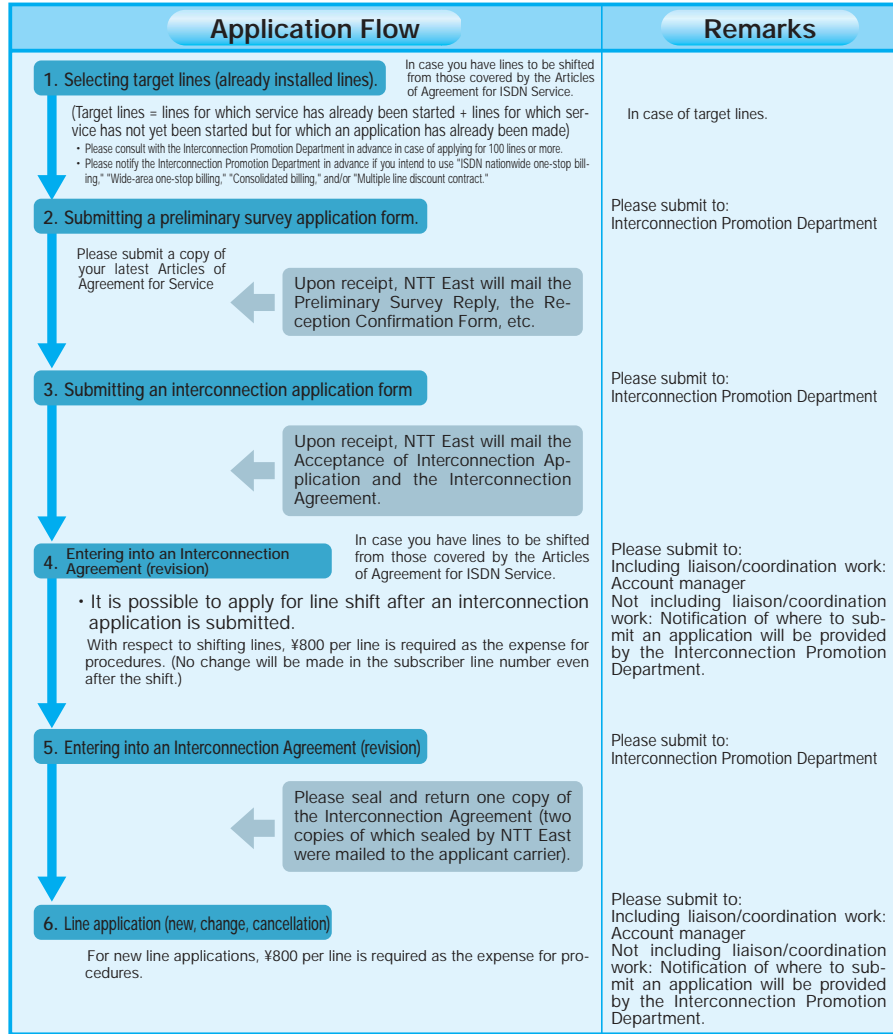 Application Flow
Remarks
1. Selecting target lines (already installed lines).
In case you have lines to be shifted
from those covered by the Articles
of Agreement for ISDN Service.
(Target lines = lines for which service has already been started + lines for which ser-
vice has not yet been started but for which an application has already been made)
・ Please consult with the Interconnection Promotion Department in advance in case of applying for 100 lines or more.
・ Please notify the Interconnection Promotion Department in advance if you intend to use "ISDN nationwide one-stop bill-
ing," "Wide-area one-stop billing," "Consolidated billing," and/or "Multiple line discount contract."
In case of target lines.
2. Submitting a preliminary survey application form.
Please submit a copy of
your latest Articles of
Agreement for Service
Upon receipt, NTT East will mail the
Preliminary Survey Reply, the Re-
ception Confirmation Form, etc.
Please submit to:
Interconnection Promotion Department
3. Submitting an interconnection application form
Upon receipt, NTT East will mail the
Acceptance of Interconnection Ap-
plication and the Interconnection
Agreement.
Please submit to:
Interconnection Promotion Department
4. Entering into an Interconnection
Agreement (revision)
In case you have lines to be shifted
from those covered by the Articles
of Agreement for ISDN Service.
・ It is possible to apply for line shift after an interconnection
application is submitted.
With respect to shifting lines, ¥800 per line is required as the expense for
procedures. (No change will be made in the subscriber line number even
after the shift.)
Please submit to:
Including liaison/coordination work:
Account manager
Not including liaison/coordination
work: Notification of where to sub-
mit an application will be provided
by the Interconnection Promotion
Department.
5. Entering into an Interconnection Agreement (revision)
Please seal and return one copy of
the Interconnection Agreement (two
copies of which sealed by NTT East
were mailed to the applicant carrier).
Please submit to:
Interconnection Promotion Department
6. Line application (new, change, cancellation)
For new line applications, ¥800 per line is required as the expense for pro-
cedures.
Please submit to:
Including liaison/coordination work:
Account manager
Not including liaison/coordination
work: Notification of where to sub-
mit an application will be provided
by the Interconnection Promotion
Department.